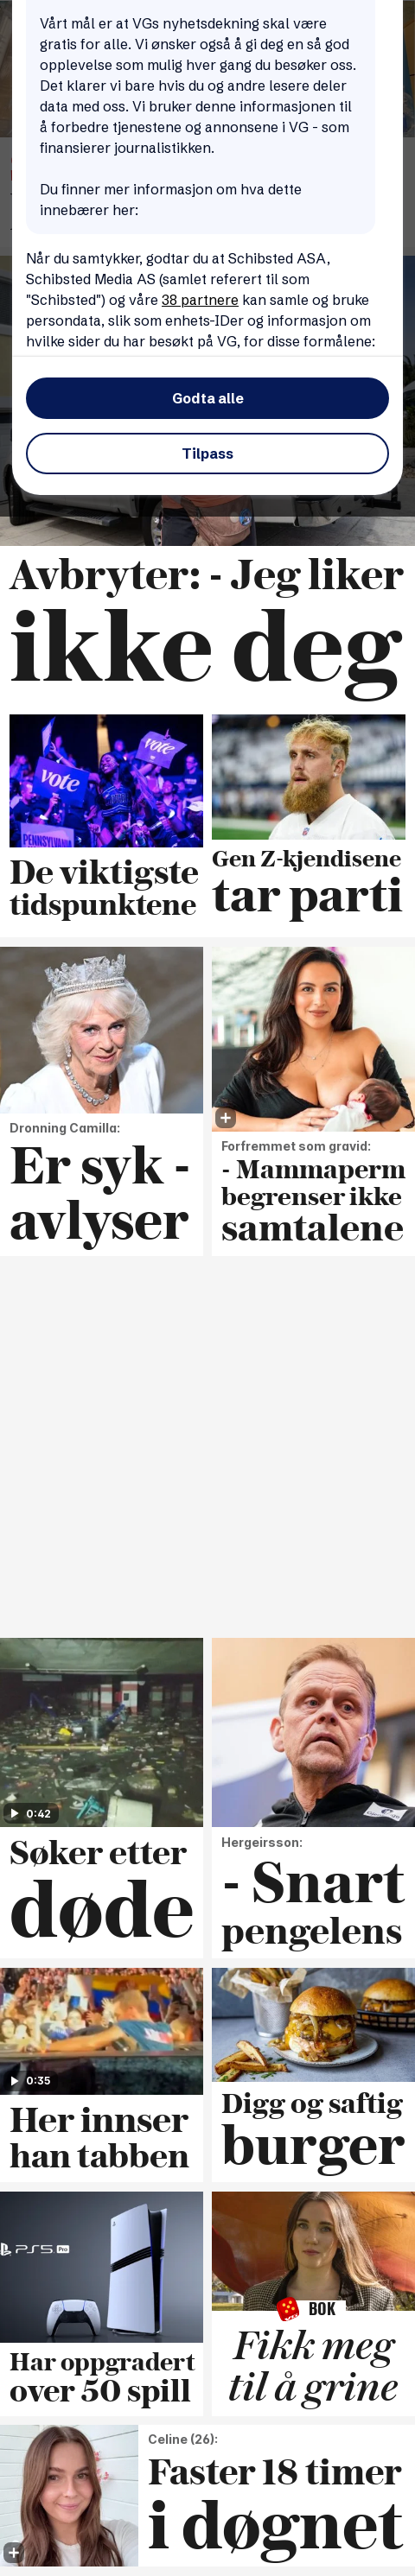 Vårt mål er at VGs nyhetsdekning skal være
gratis for alle. Vi ønsker også å gi deg en så god
opplevelse som mulig hver gang du besøker oss.
Det klarer vi bare hvis du og andre lesere deler
data med oss. Vi bruker denne informasjonen til
å forbedre tjenestene og annonsene i VG - som
finansierer journalistikken.
Du finner mer informasjon om hva dette
innebærer her:
Når du samtykker, godtar du at Schibsted ASA,
Schibsted Media AS (samlet referert til som
"Schibsted") og våre 38 partnere kan samle og bruke
persondata, slik som enhets-IDer og informasjon om
hvilke sider du har besøkt på VG, for disse formålene:
Godta alle
Tilpass
Avbryter: - Jeg liker
ikke deg
vote
vote
PENNSYLVANIA
De viktigste
tidspunktene
Gen Z-kjendisene
tar parti
Dronning Camilla:
Er syk -
avlyser
Forfremmet som gravid:
- Mammaperm
begrenser ikke
samtalene
0:42
Søker etter
døde
Hergeirsson:
- Snart
pengelens
0:35
Her innser
han tabben
Digg og saftig
burger
PS5 Pro
Har oppgradert
over 50 spill
BOK
Fikk meg
til å grine
Celine (26):
Faster 18 timer
i døgnet